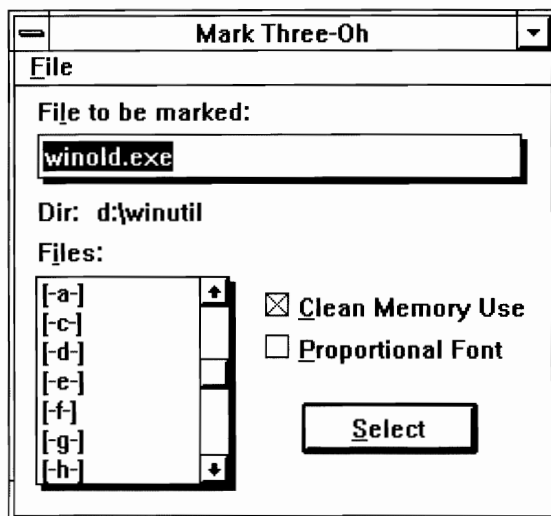 Mark Three-Oh
File
File to be marked:
winold.exe
Dir: d:\winutil
Files:
[-a-]
[-c-]
[-d-]
[-e-]
[-f-]
[-g-]
[-h-]
Clean Memory Use
Proportional Font
Select